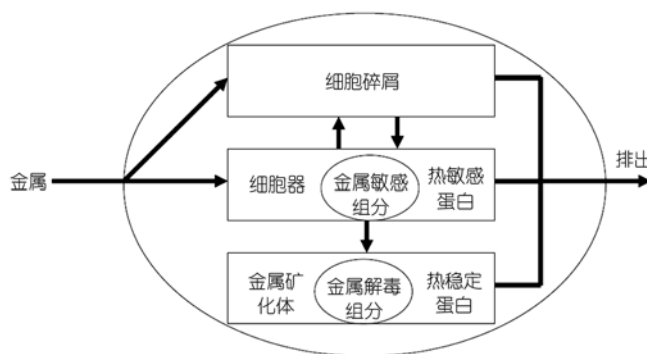 细胞碎屑
金属
细胞器
金属敏感
组分
热敏感
蛋白
排出
金属矿
化体
金属解毒
组分
热稳定
蛋白